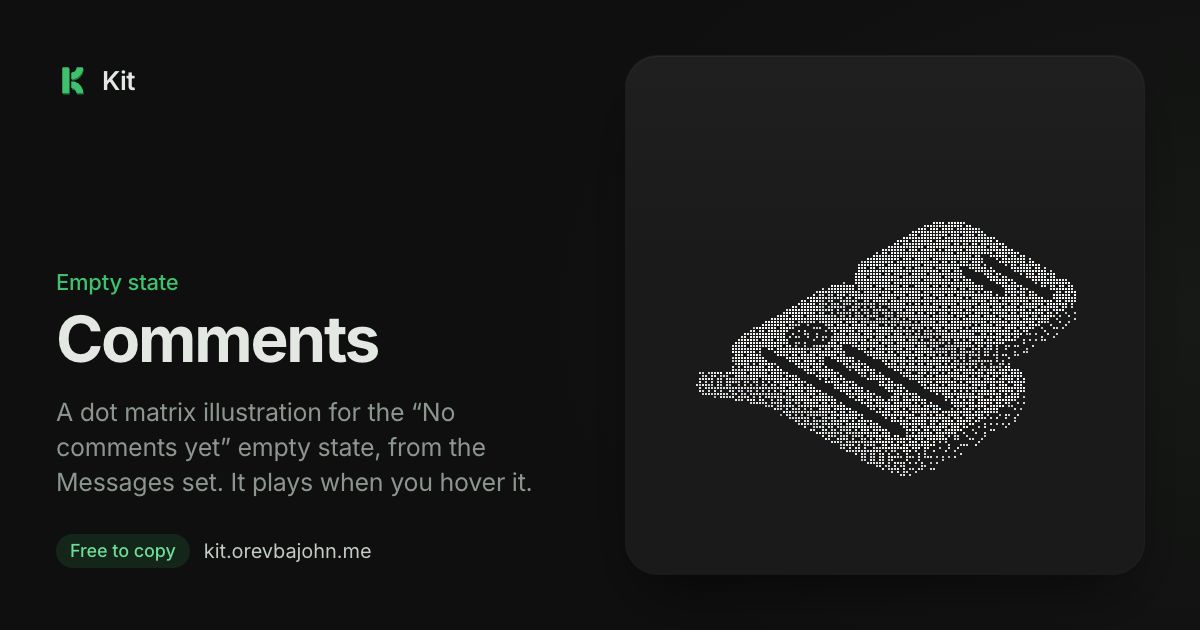 Kit
Empty state
Comments
A dot matrix illustration for the “No
comments yet” empty state, from the
Messages set. It plays when you hover it.
Free to copy
kit.orevbajohn.me